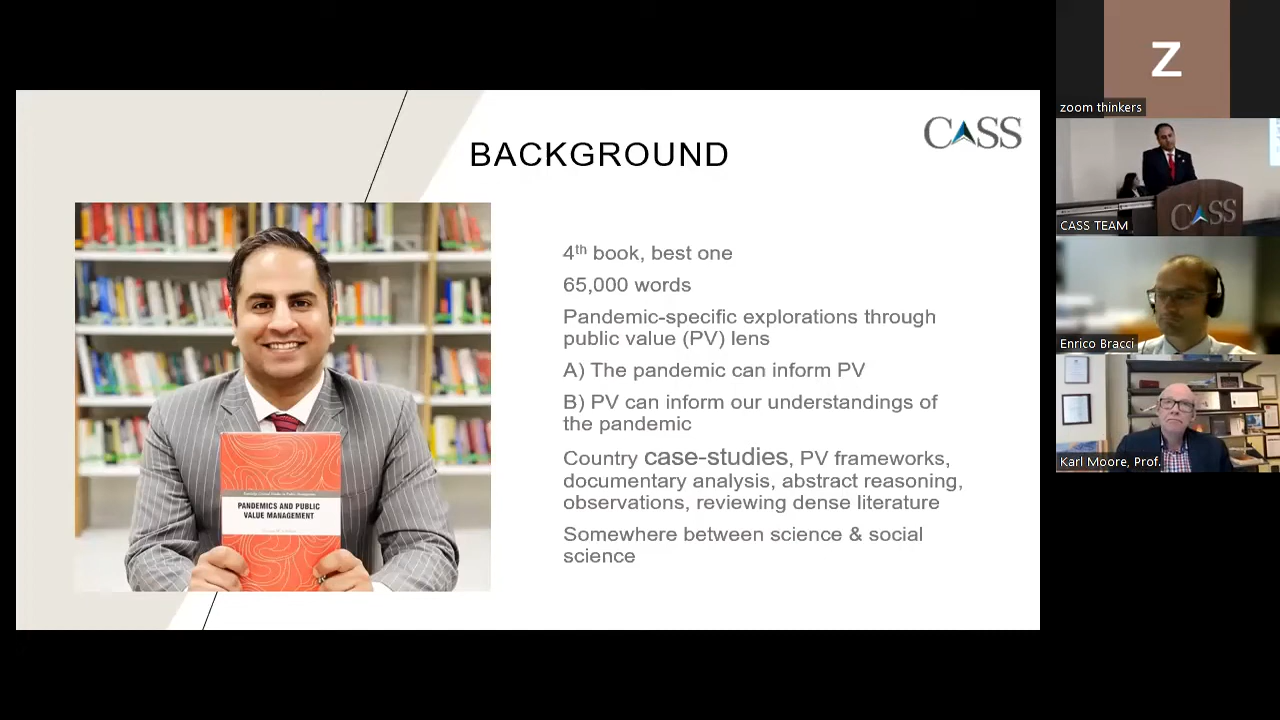 BACKGROUND
CASS
4th book, best one
65,000 words
Pandemic-specific explorations through
public value (PV) lens
A) The pandemic can inform PV
B) PV can inform our understandings of
the pandemic
Country case-studies, PV frameworks,
documentary analysis, abstract reasoning,
observations, reviewing dense literature
Somewhere between science & social
science
PANDEMICS AND PUBLIC
VALUE MANAGEMENT
Z
zoom thinkers
CASS
CASS TEAM
Enrico Bracci
Karl Moore, Prof.